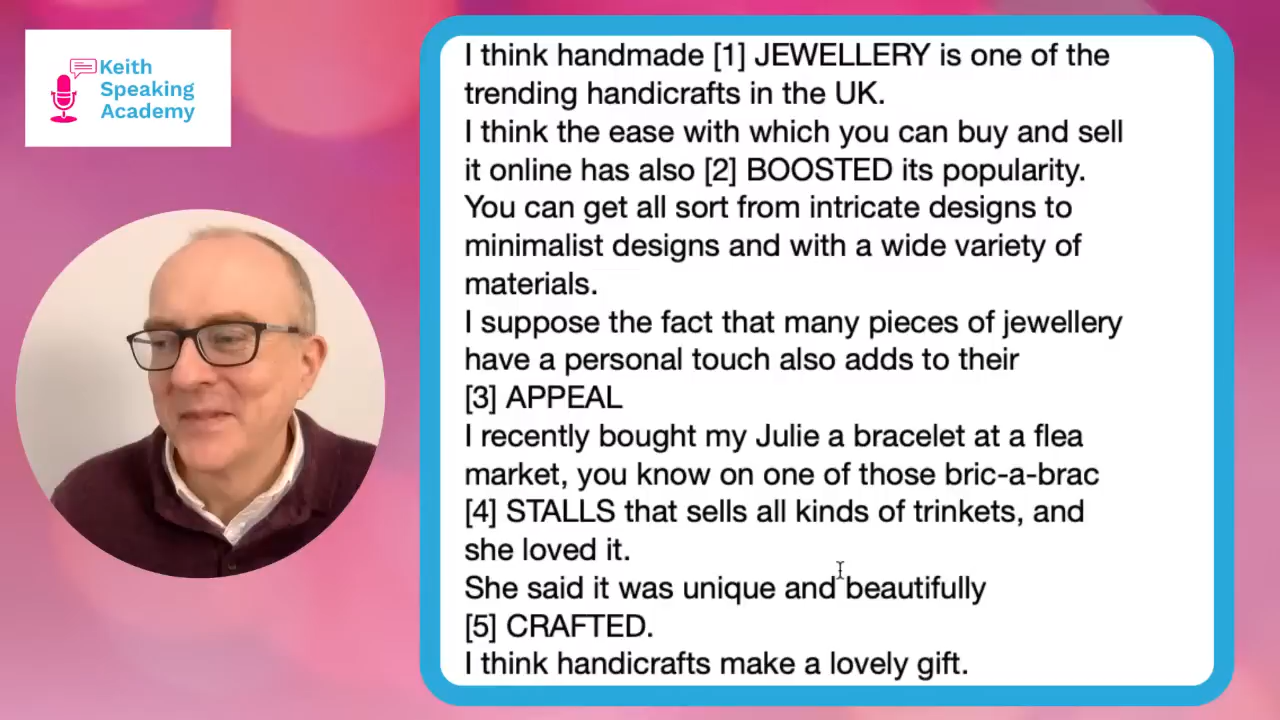 Keith
Speaking
Academy
I think handmade [1] JEWELLERY is one of the
trending handicrafts in the UK.
I think the ease with which you can buy and sell
it online has also [2] BOOSTED its popularity.
You can get all sort from intricate designs to
minimalist designs and with a wide variety of
materials.
I suppose the fact that many pieces of jewellery
have a personal touch also adds to their
[3] APPEAL
I recently bought my Julie a bracelet at a flea
market, you know on one of those bric-a-brac
[4] STALLS that sells all kinds of trinkets, and
she loved it.
She said it was unique and beautifully
[5] CRAFTED.
I think handicrafts make a lovely gift.